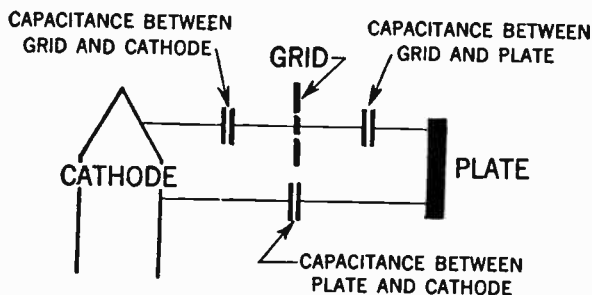 CAPACITANCE BETWEEN
GRID AND CATHODE
GRID
CAPACITANCE BETWEEN
GRID AND PLATE
CATHODE
PLATE
CAPACITANCE BETWEEN
PLATE AND CATHODE